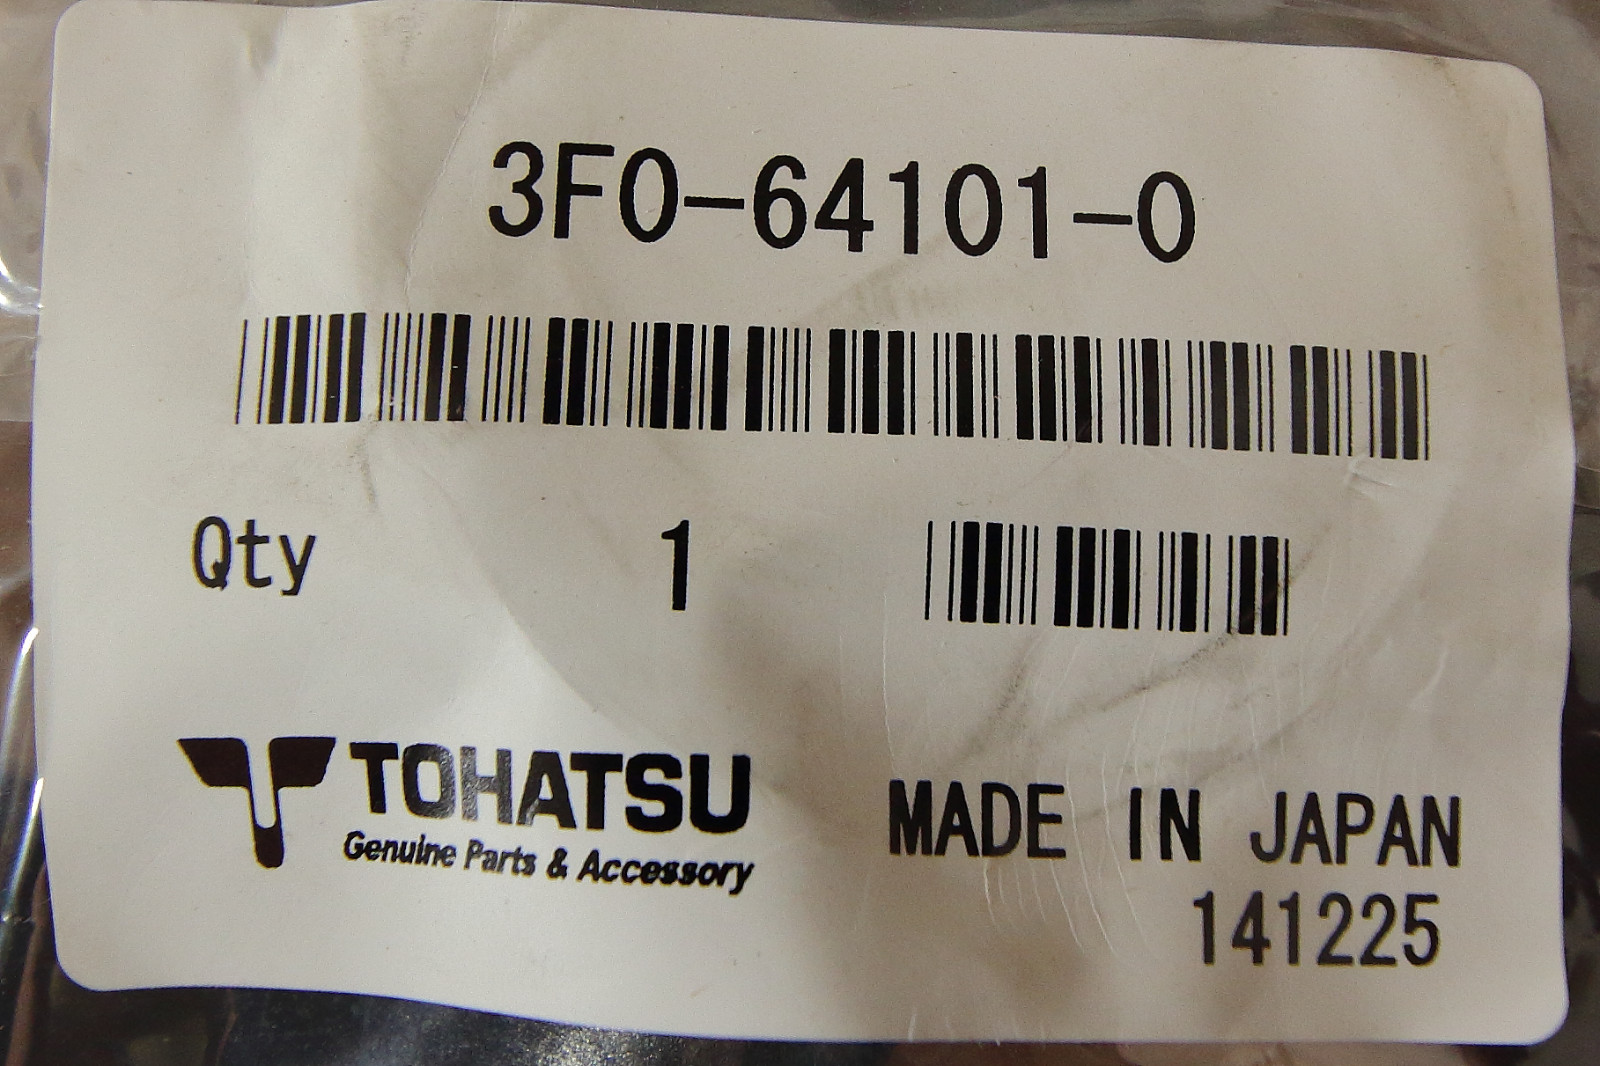 3F0-64101-0
Qty 1
TOHATSU
Genuine Parts & Accessory
MADE IN JAPAN
141225